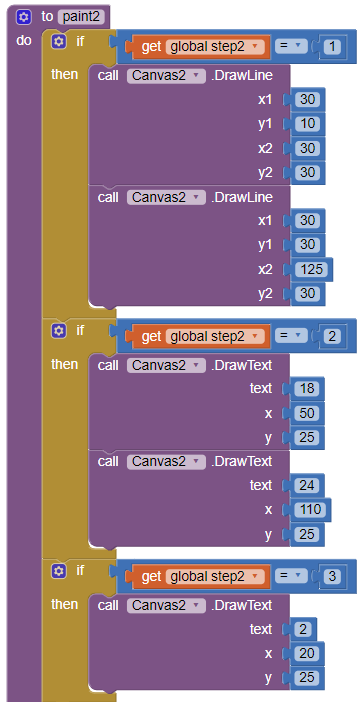 to paint2
do if get global step2 = 1
then call Canvas2 .DrawLine
x1 30
y1 10
x2 30
y2 30
call Canvas2 .DrawLine
x1 30
y1 30
x2 125
y2 30
if get global step2 = 2
then call Canvas2 .DrawText
text 18
x 50
y 25
call Canvas2 .DrawText
text 24
x 110
y 25
if get global step2 = 3
then call Canvas2 .DrawText
text 2
x 20
y 25